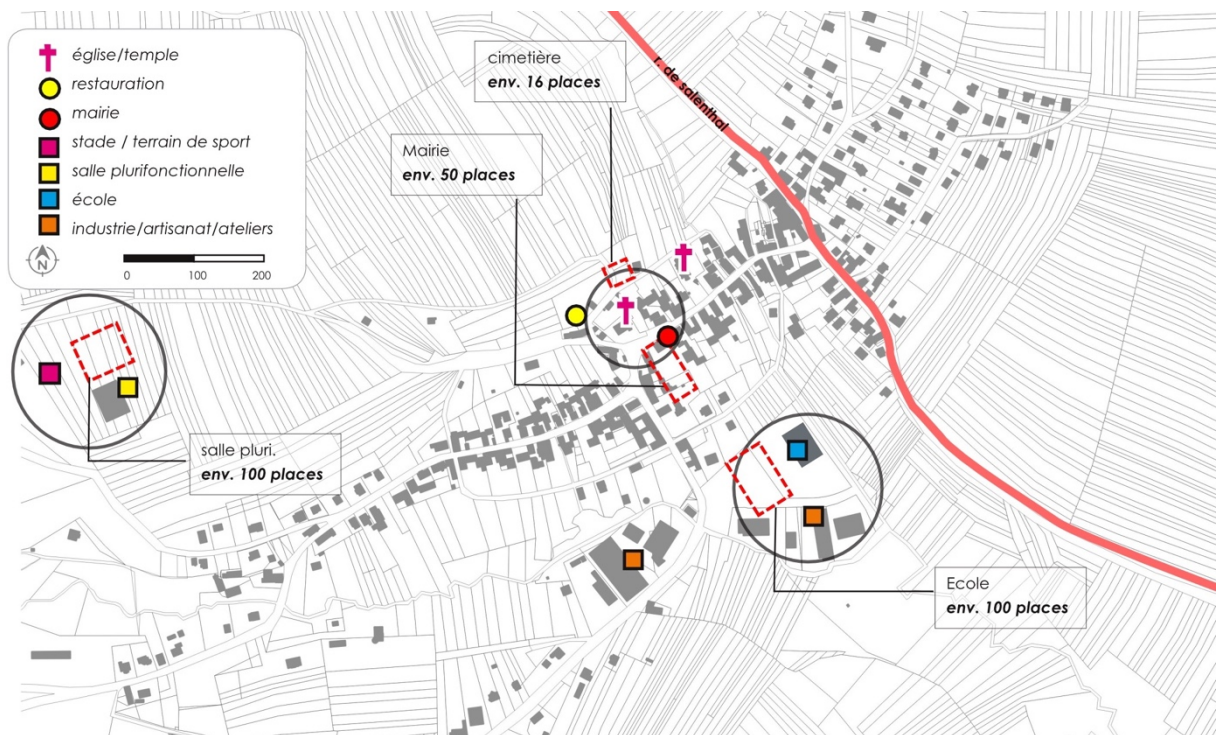 église/temple
restauration
mairie
stade / terrain de sport
salle plurifonctionnelle
école
industrie/artisanat/ateliers
N
0 100 200
cimetière
env. 16 places
r. de salenthal
Mairie
env. 50 places
salle pluri.
env. 100 places
Ecole
env. 100 places